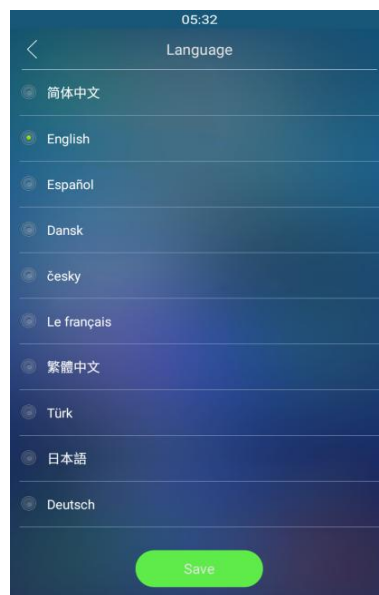 05:32
Language
简体中文
English
Español
Dansk
česky
Le français
繁體中文
Türk
日本語
Deutsch
Save